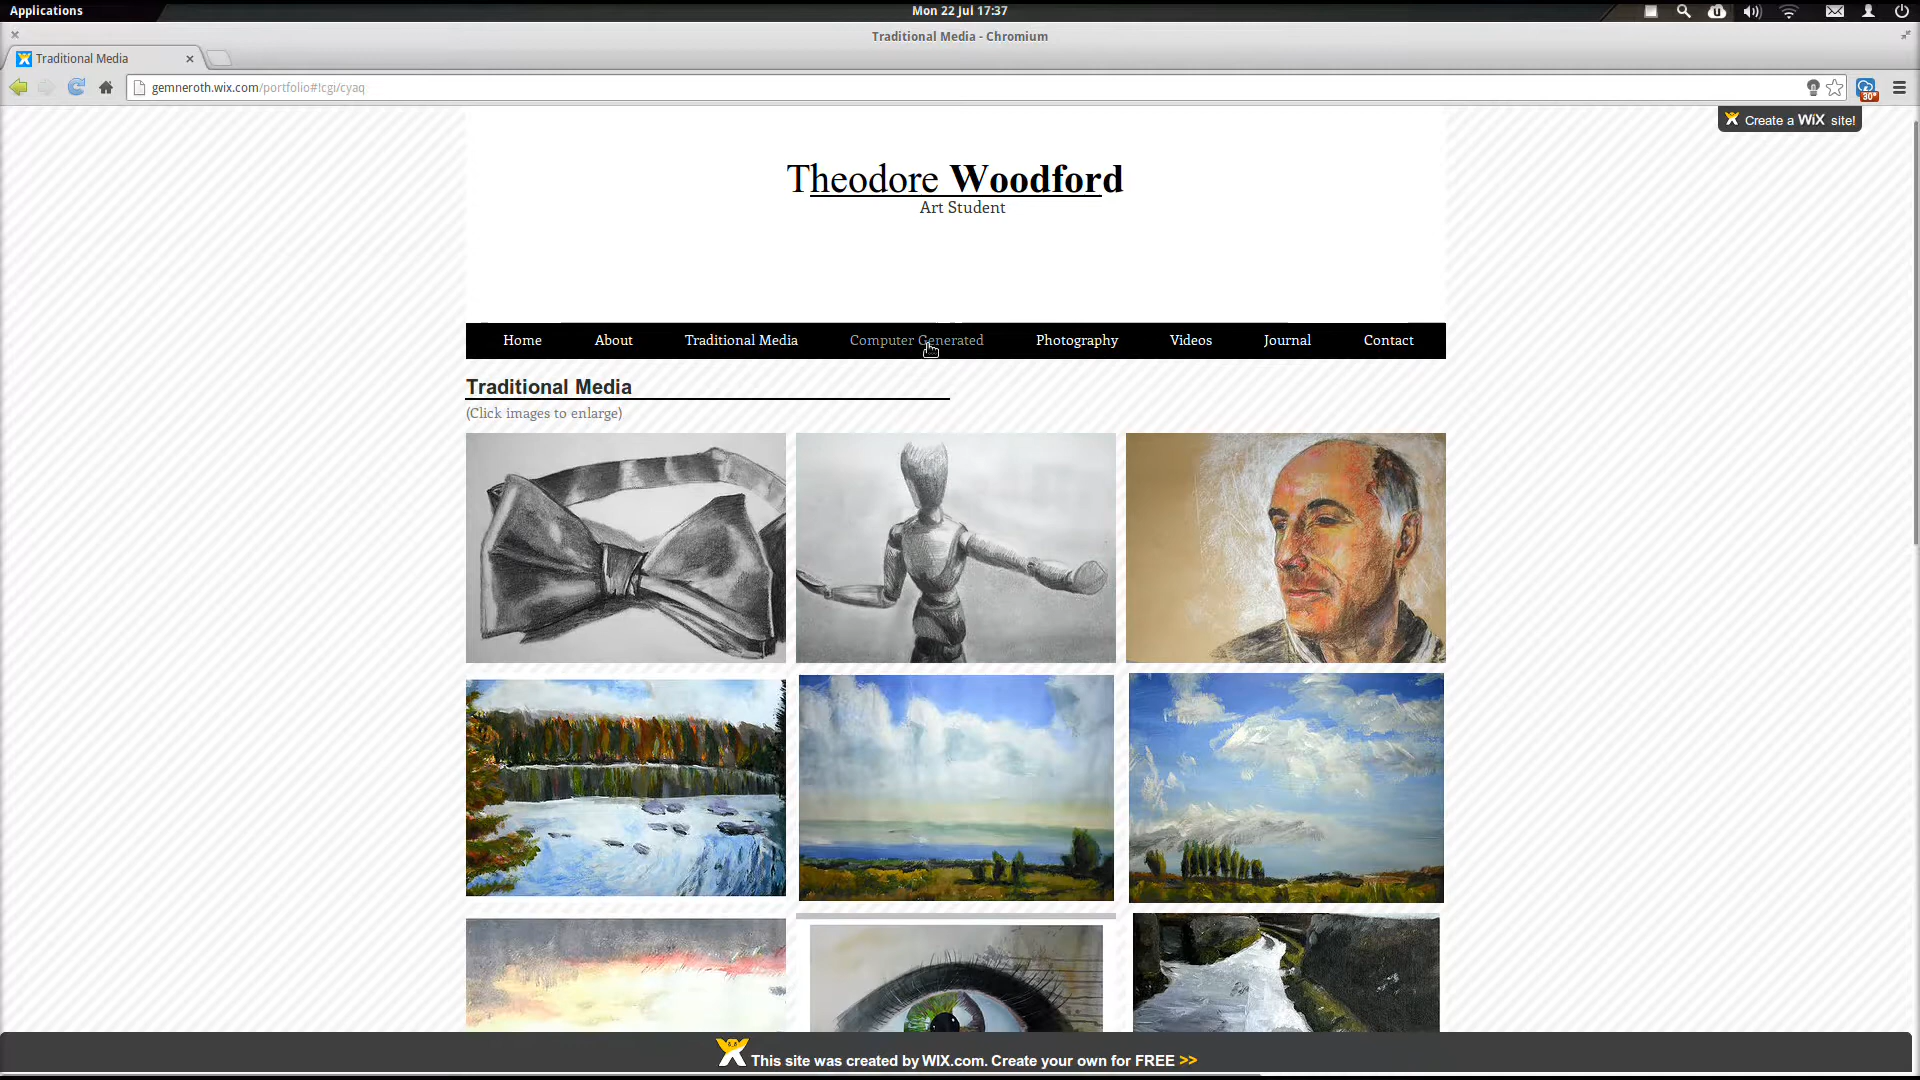 Applications
Mon 22 Jul 17:37
Traditional Media - Chromium
Traditional Media
gemneroth.wix.com/portfolio#!cgi/cyaq
30°
Create a WiX site!
Theodore Woodford
Art Student
Home About Traditional Media Computer Generated Photography Videos Journal Contact
Traditional Media
(Click images to enlarge)
This site was created by WIX.com. Create your own for FREE >>